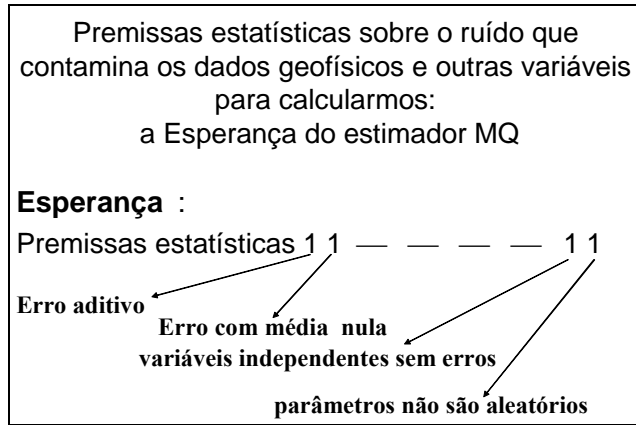 Premissas estatísticas sobre o ruído que
contamina os dados geofísicos e outras variáveis
para calcularmos:
a Esperança do estimador MQ
Esperança :
Premissas estatísticas 1 1 — — — — 1 1
Erro aditivo
Erro com média nula
variáveis independentes sem erros
parâmetros não são aleatórios